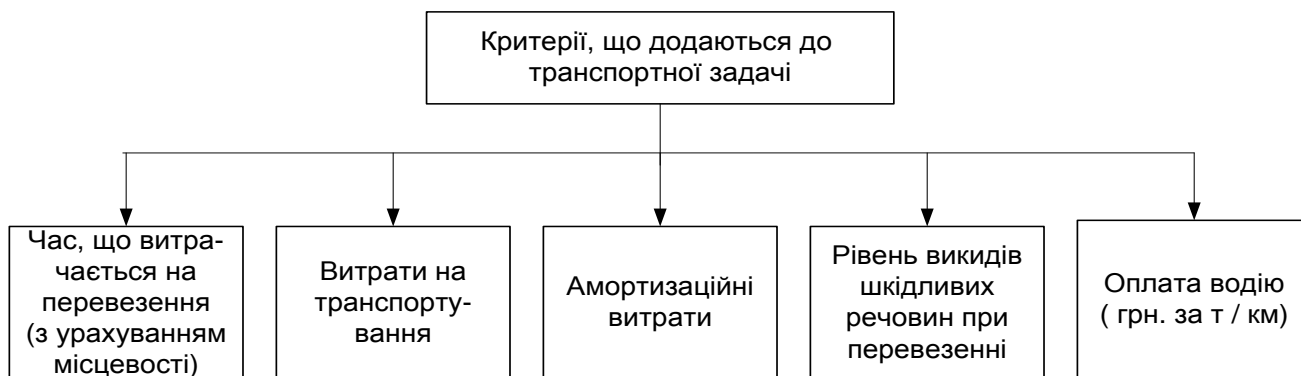 Критерії, що додаються до
транспортної задачі
Час, що витра-
чається на
перевезення
(з урахуванням
місцевості)
Витрати на
транспорту-
вання
Амортизаційні
витрати
Рівень викидів
шкідливих
речовин при
перевезенні
Оплата водію
( грн. за т / км)